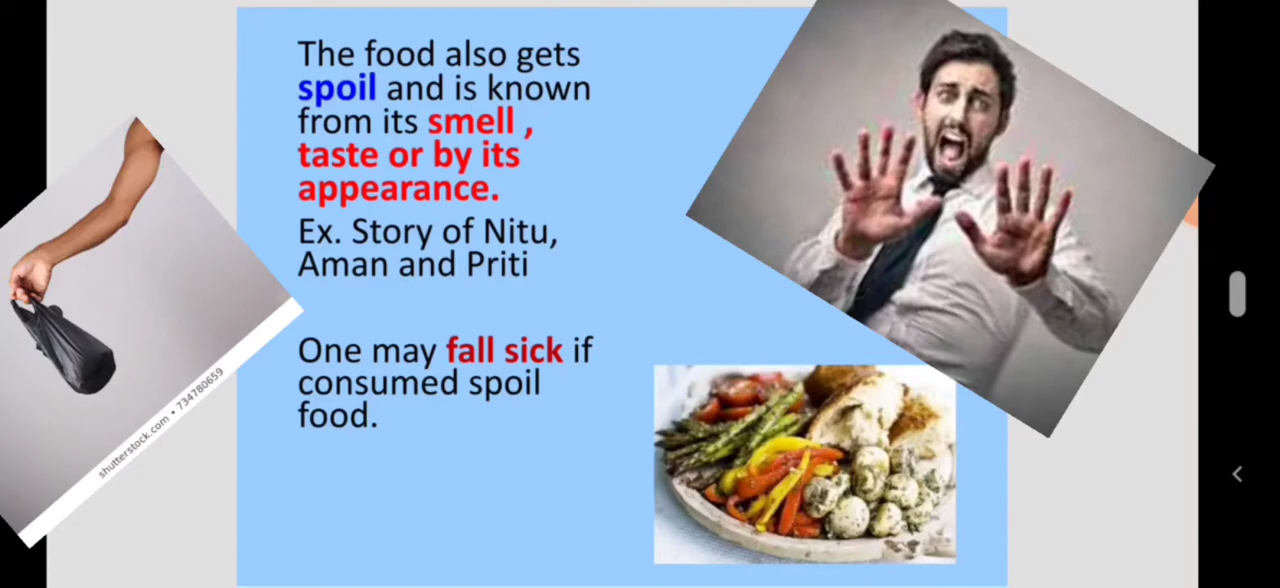 The food also gets
spoil and is known
from its smell ,
taste or by its
appearance.
Ex. Story of Nitu,
Aman and Priti
One may fall sick if
consumed spoil
food.
shutterstock.com • 734780659